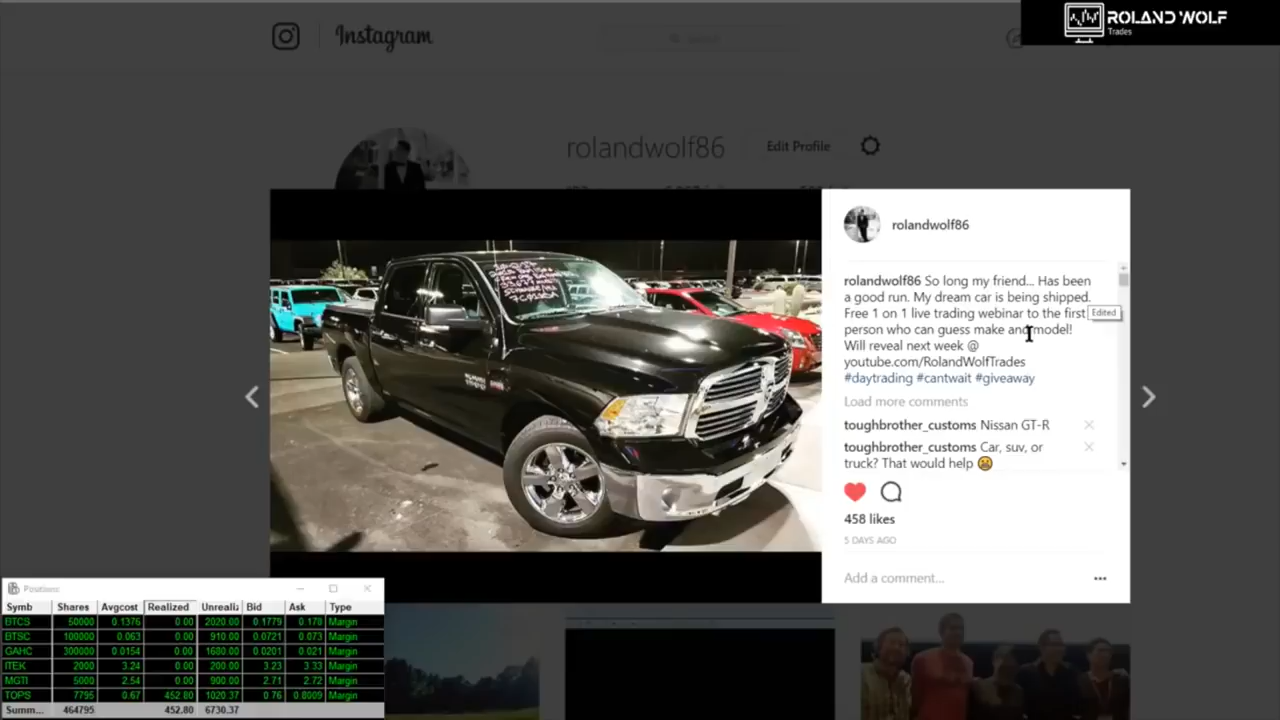 ROLAND WOLF
Trades
Instagram
Search
rolandwolf86
Edit Profile
rolandwolf86
rolandwolf86 So long my friend... Has been
a good run. My dream car is being shipped.
Free 1 on 1 live trading webinar to the first
Edited
person who can guess make and model!
Will reveal next week @
youtube.com/RolandWolfTrades
#daytrading #cantwait #giveaway
Load more comments
toughbrother_customs Nissan GT-R
toughbrother_customs Car, suv, or
truck? That would help
458 likes
5 DAYS AGO
Add a comment...
Positions
Symb Shares Avgcost Realized Unrealiz Bid Ask Type
BTCS 50000 0.1376 0.00 2020.00 0.1779 0.178 Margin
BTSC 100000 0.063 0.00 910.00 0.0721 0.073 Margin
GAHC 300000 0.0154 0.00 1680.00 0.0201 0.021 Margin
ITEK 2000 3.24 0.00 200.00 3.23 3.33 Margin
MGTI 5000 2.54 0.00 900.00 2.71 2.72 Margin
TOPS 7795 0.67 452.80 1020.37 0.76 0.8009 Margin
Summ... 464795 452.80 6730.37